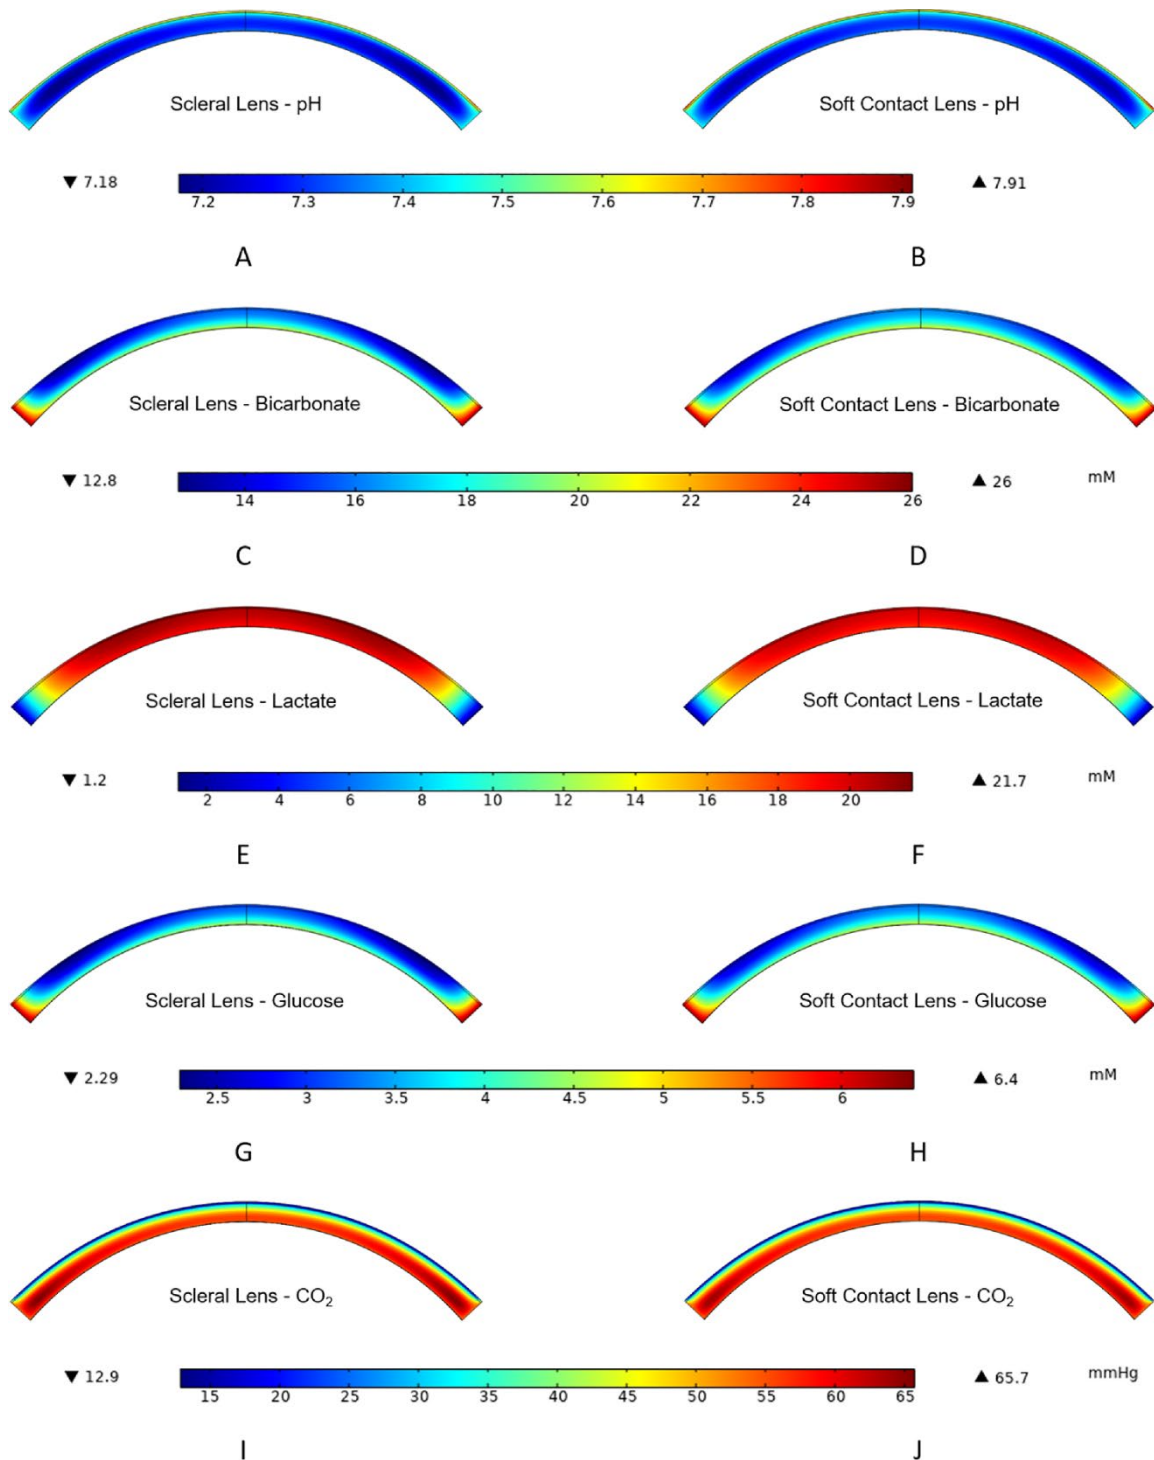 Scleral Lens - pH Soft Contact Lens - pH
▼ 7.18 ▲ 7.91
7.2 7.3 7.4 7.5 7.6 7.7 7.8 7.9
A B
Scleral Lens - Bicarbonate Soft Contact Lens - Bicarbonate
▼ 12.8 ▲ 26 mM
14 16 18 20 22 24 26
C D
Scleral Lens - Lactate Soft Contact Lens - Lactate
▼ 1.2 ▲ 21.7 mM
2 4 6 8 10 12 14 16 18 20
E F
Scleral Lens - Glucose Soft Contact Lens - Glucose
▼ 2.29 ▲ 6.4 mM
2.5 3 3.5 4 4.5 5 5.5 6
G H
Scleral Lens - CO₂ Soft Contact Lens - CO₂
▼ 12.9 ▲ 65.7 mmHg
15 20 25 30 35 40 45 50 55 60 65
I J